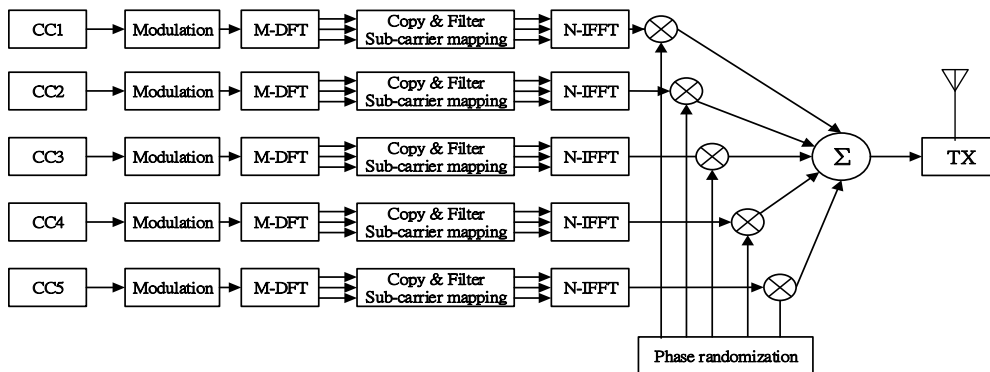 CC1 Modulation M-DFT Copy & Filter N-IFFT
Sub-carrier mapping
CC2 Modulation M-DFT Copy & Filter N-IFFT
Sub-carrier mapping
CC3 Modulation M-DFT Copy & Filter N-IFFT
Sub-carrier mapping
Σ TX
CC4 Modulation M-DFT Copy & Filter N-IFFT
Sub-carrier mapping
CC5 Modulation M-DFT Copy & Filter N-IFFT
Sub-carrier mapping
Phase randomization